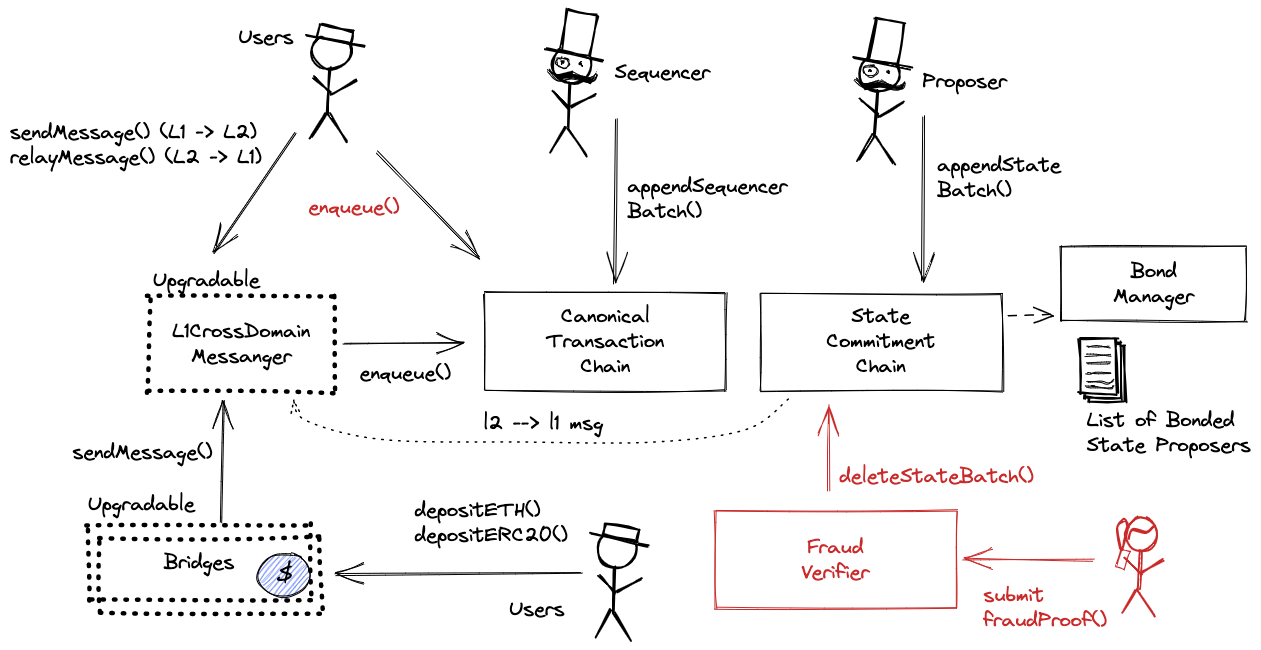 Users
Sequencer
Proposer
sendMessage() (L1 -> L2)
relayMessage() (L2 -> L1)
enqueue()
appendSequencer
Batch()
appendState
Batch()
Upgradable
L1CrossDomain
Messanger
enqueue()
Canonical
Transaction
Chain
State
Commitment
Chain
Bond
Manager
List of Bonded
State Proposers
l2 --> l1 msg
sendMessage()
deleteStateBatch()
Upgradable
Bridges
$
depositETH()
depositERC20()
Users
Fraud
Verifier
submit
fraudProof()